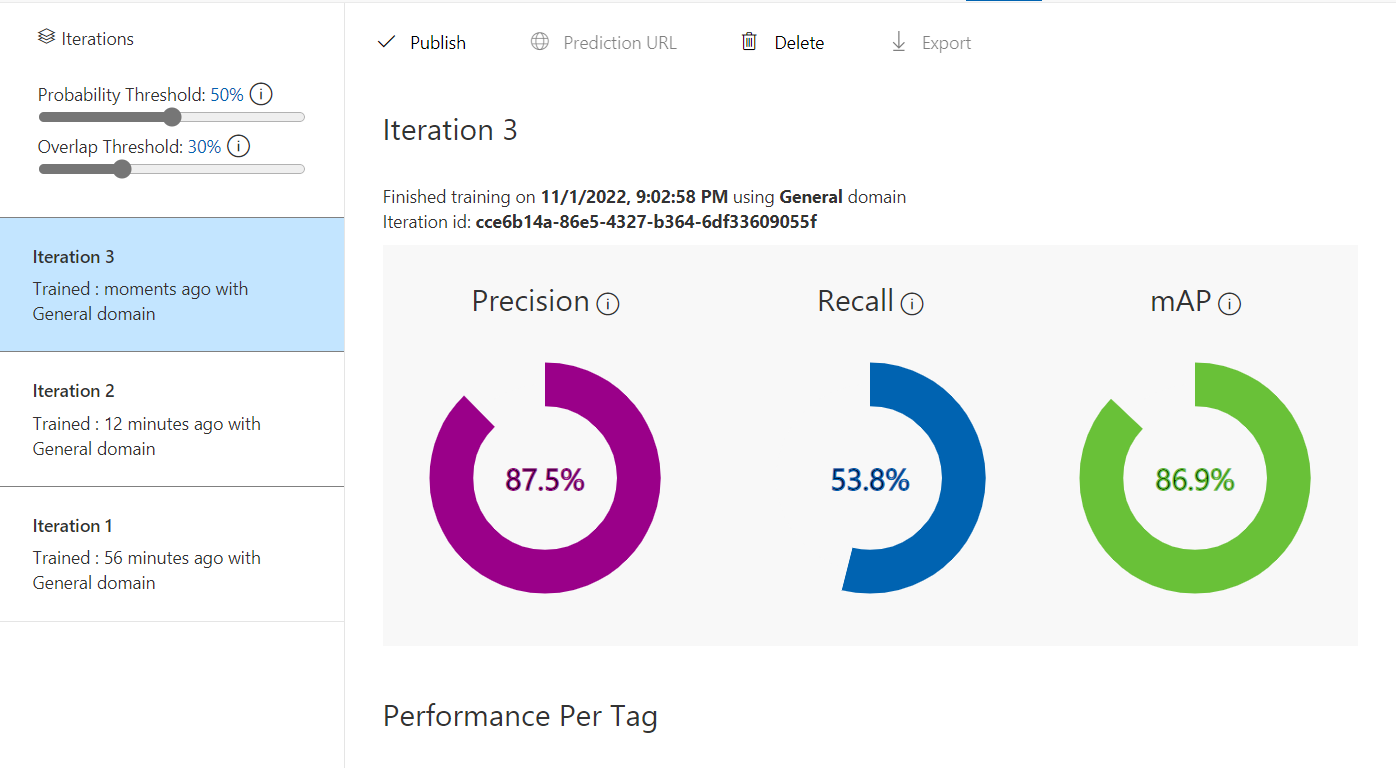 Iterations
Probability Threshold: 50%
Overlap Threshold: 30%
Iteration 3
Trained : moments ago with
General domain
Iteration 2
Trained : 12 minutes ago with
General domain
Iteration 1
Trained : 56 minutes ago with
General domain
Publish Prediction URL Delete Export
Iteration 3
Finished training on 11/1/2022, 9:02:58 PM using General domain
Iteration id: cce6b14a-86e5-4327-b364-6df33609055f
Precision Recall mAP
87.5% 53.8% 86.9%
Performance Per Tag